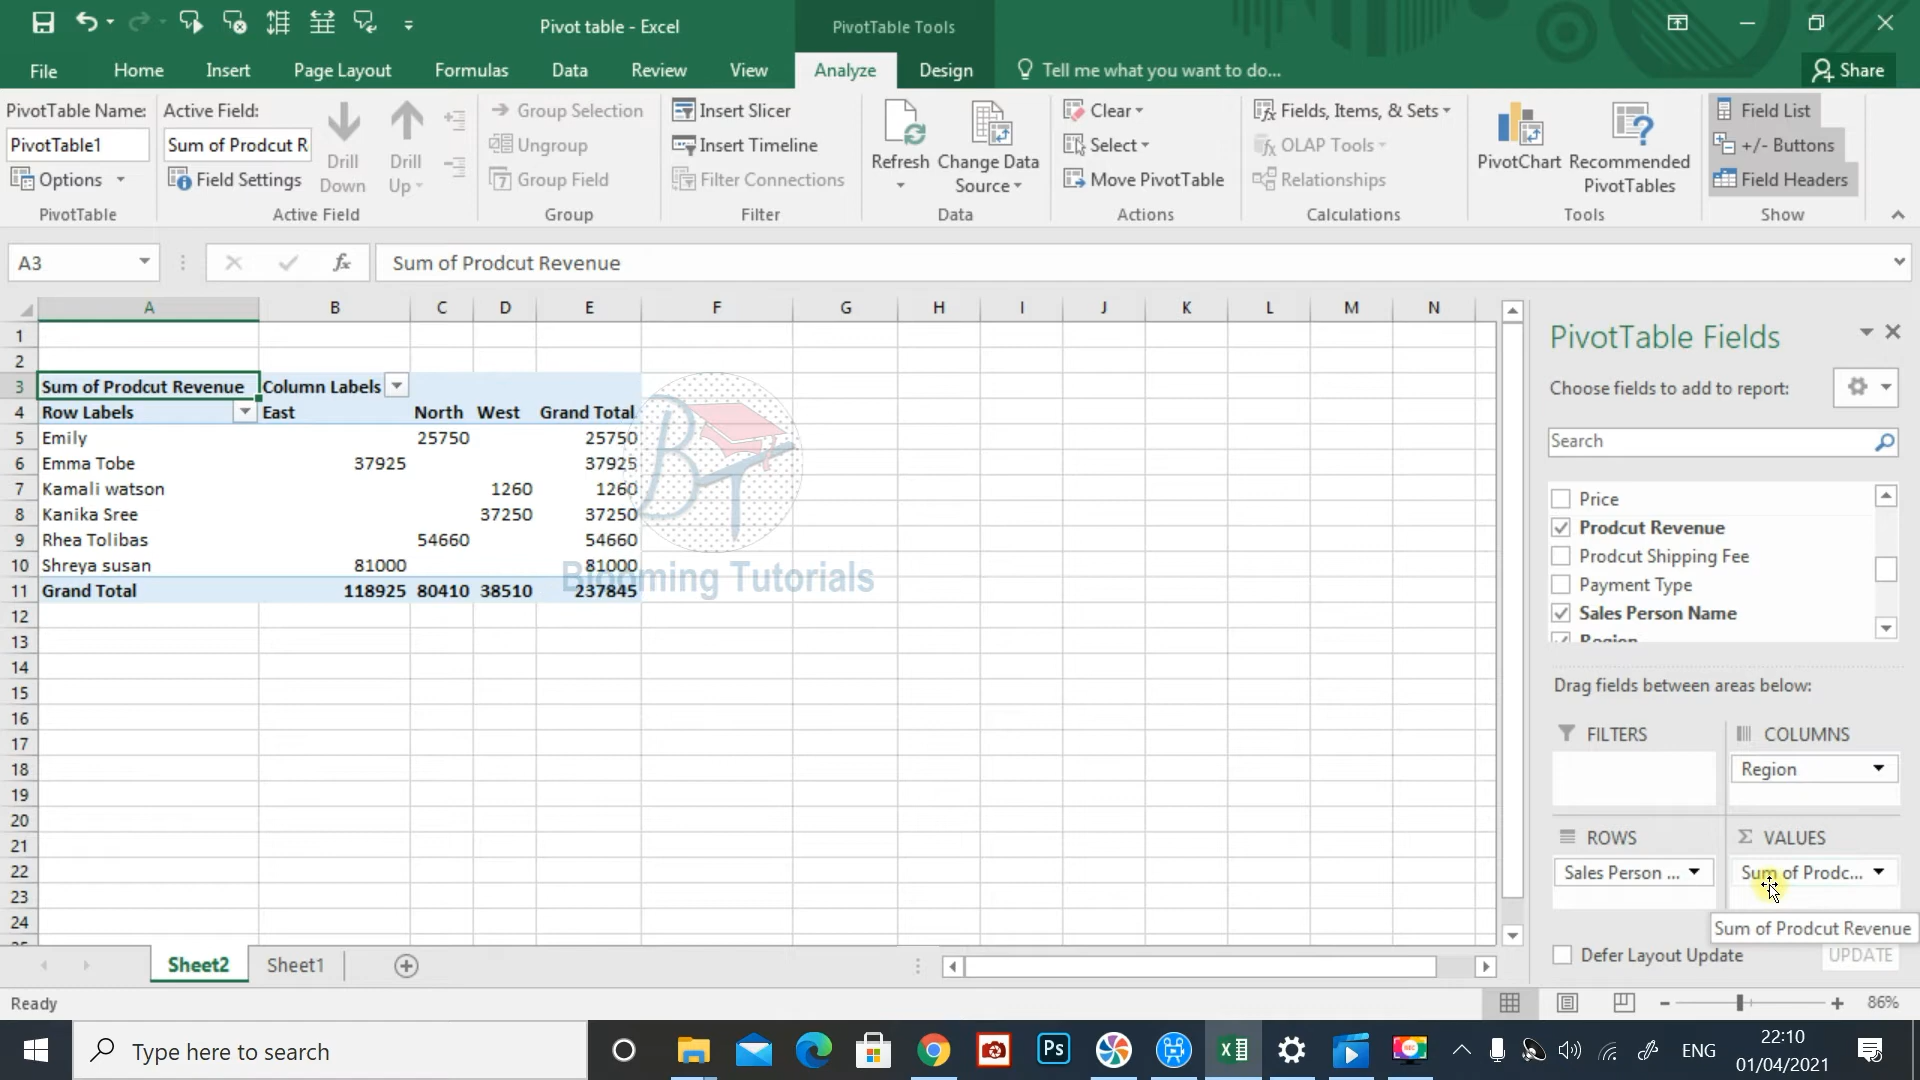 Pivot table - Excel
PivotTable Tools
File
Home
Insert
Page Layout
Formulas
Data
Review
View
Analyze
Design
Tell me what you want to do...
Share
PivotTable Name:
PivotTable1
Options
PivotTable
Active Field:
Sum of Prodcut R
Field Settings
Drill
Down
Drill
Up
Active Field
Group Selection
Ungroup
Group Field
Group
Insert Slicer
Insert Timeline
Filter Connections
Filter
Refresh
Change Data
Source
Data
Clear
Select
Move PivotTable
Actions
Fields, Items, & Sets
OLAP Tools
Relationships
Calculations
PivotChart
Recommended
PivotTables
Tools
Field List
+/- Buttons
Field Headers
Show
A3
fx
Sum of Prodcut Revenue
A B C D E F G H I J K L M N
1
2
3 Sum of Prodcut Revenue Column Labels
4 Row Labels East North West Grand Total
5 Emily 25750 25750
6 Emma Tobe 37925 37925
7 Kamali watson 1260 1260
8 Kanika Sree 37250 37250
9 Rhea Tolibas 54660 54660
10 Shreya susan 81000 81000
11 Grand Total 118925 80410 38510 237845
12
13
14
15
16
17
18
19
20
21
22
23
24
25
BT
Blooming Tutorials
PivotTable Fields
Choose fields to add to report:
Search
Price
Prodcut Revenue
Prodcut Shipping Fee
Payment Type
Sales Person Name
Region
Drag fields between areas below:
FILTERS
COLUMNS
Region
ROWS
Σ VALUES
Sales Person ...
Sum of Prodc...
Sum of Prodcut Revenue
Defer Layout Update
UPDATE
Sheet2
Sheet1
Ready
86%
Type here to search
Ps
ENG
22:10
01/04/2021